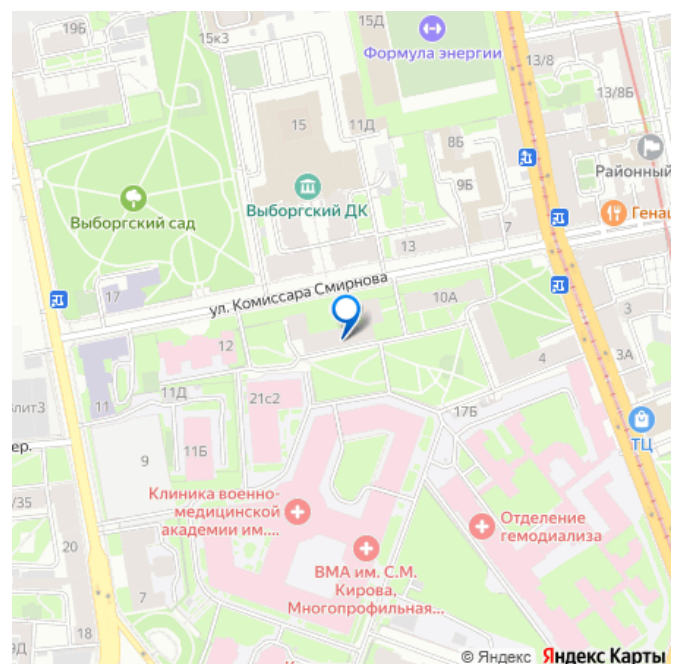 19Б
15к3
15Д
Формула энергии
13/8
13/8Б
15
11Д
8Б
Районный
9Б
Выборгский ДК
Выборгский сад
7
13
17
ул. Комиссара Смирнова
10А
3
12
3А
4
11Д
21с2
11
17Б
ТЦ
9
11Б
Клиника военно-
медицинской
академии им....
Отделение
гемодиализа
/35
20
ВМА им. С.М.
Кирова,
Многопрофильная...
7
18
© Яндекс Яндекс Карты